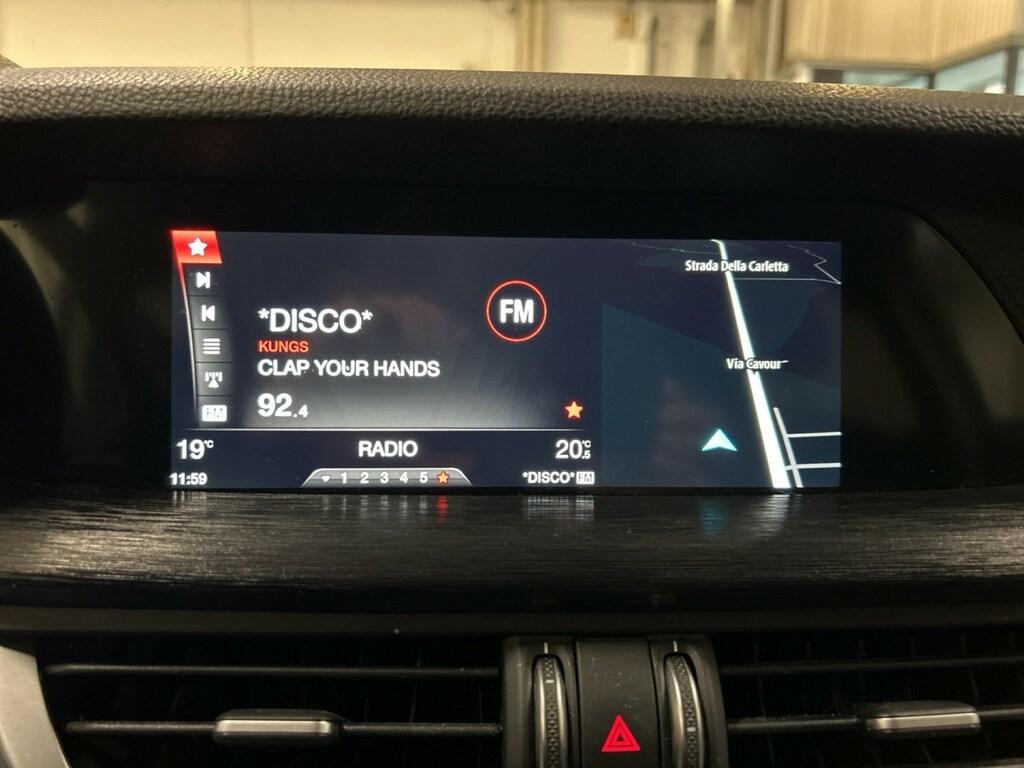 *DISCO*
FM
KUNGS
CLAP YOUR HANDS
92.4
FM
19°C
RADIO
20.5°C
11:59
1 2 3 4 5
*DISCO* FM
Strada Della Carletta
Via Cavour